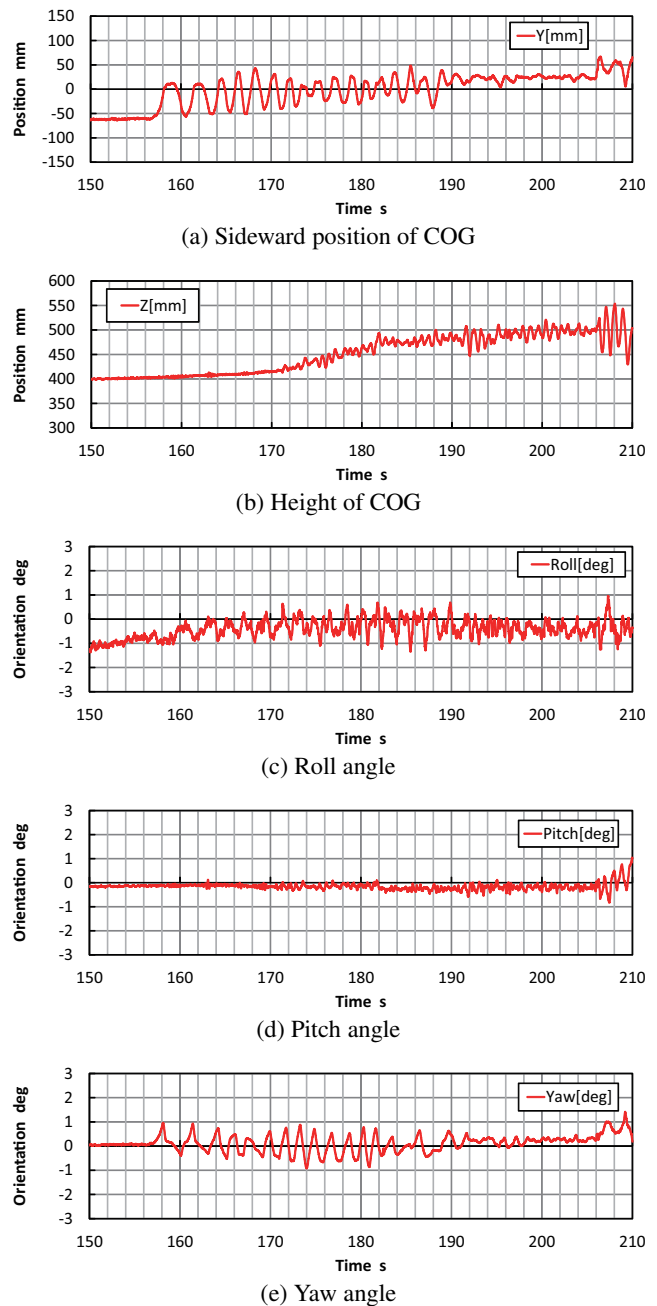 150
100
50
0
-50
-100
-150
Position mm
Y[mm]
150 160 170 180 190 200 210
Time s
(a) Sideward position of COG
600
550
500
450
400
350
300
Position mm
Z[mm]
150 160 170 180 190 200 210
Time s
(b) Height of COG
3
2
1
0
-1
-2
-3
Orientation deg
Roll[deg]
150 160 170 180 190 200 210
Time s
(c) Roll angle
3
2
1
0
-1
-2
-3
Orientation deg
Pitch[deg]
150 160 170 180 190 200 210
Time s
(d) Pitch angle
3
2
1
0
-1
-2
-3
Orientation deg
Yaw[deg]
150 160 170 180 190 200 210
Time s
(e) Yaw angle